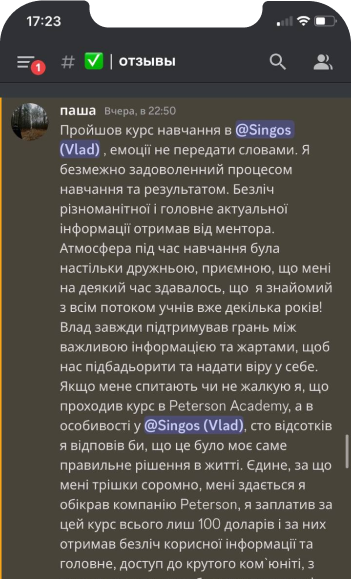 17:23
1
# ✅ | отзывы
паша Вчера, в 22:50
Пройшов курс навчання в @Singos
(Vlad) , емоції не передати словами. Я
безмежно задоволенний процесом
навчання та результатом. Безліч
різноманітної і головне актуальної
інформації отримав від ментора.
Атмосфера під час навчання була
настільки дружньою, приємною, що мені
на деякий час здавалось, що я знайомий
з всім потоком учнів вже декілька років!
Влад завжди підтримував грань між
важливою інформацією та жартами, щоб
нас підбадьорити та надати віру у себе.
Якщо мене спитають чи не жалкую я, що
проходив курс в Peterson Academy, а в
особивості у @Singos (Vlad), сто відсотків
я відповів би, що це було моє саме
правильне рішення в житті. Єдине, за що
мені трішки соромно, мені здається я
обікрав компанію Peterson, я заплатив за
цей курс всього лиш 100 доларів і за них
отримав безліч корисної інформації та
головне, доступ до крутого ком`юніті, з